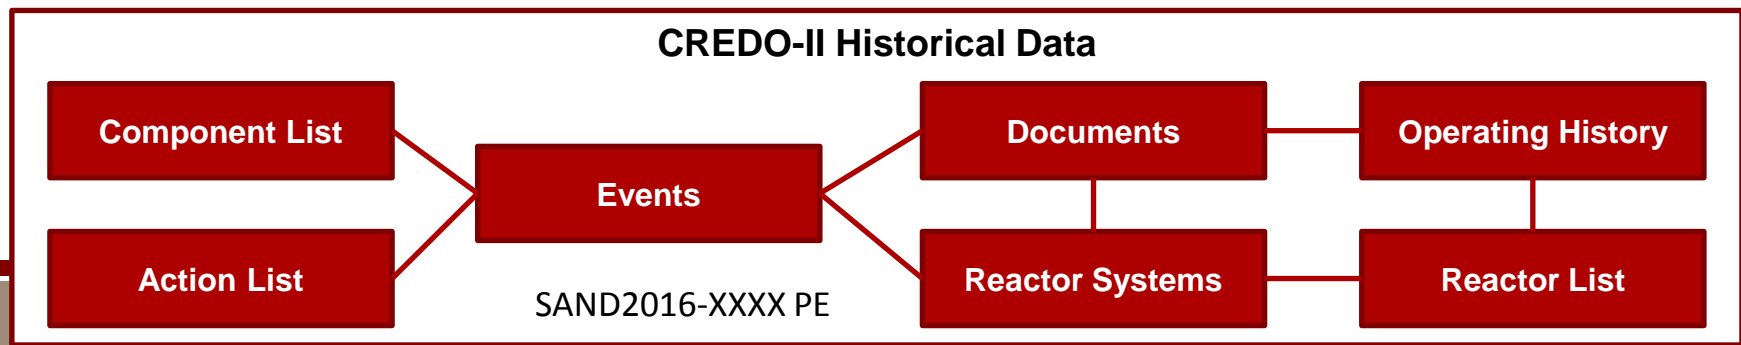 CREDO-II Historical Data
Component List
Documents
Operating History
Events
Action List
Reactor Systems
Reactor List
SAND2016-XXXX PE